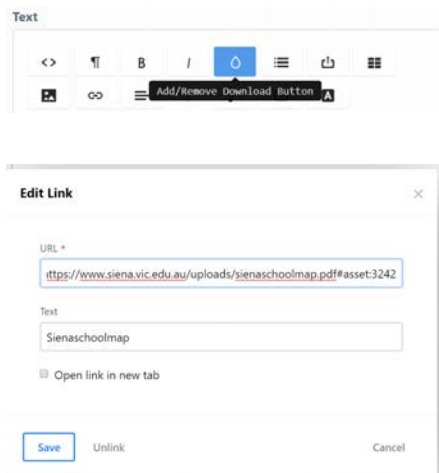 Text
<> ¶ B I
Add/Remove Download Button A
Edit Link ×
URL *
ttps://www.siena.vic.edu.au/uploads/sienaschoolmap.pdf#asset:3242
Text
Sienaschoolmap
Open link in new tab
Save Unlink Cancel